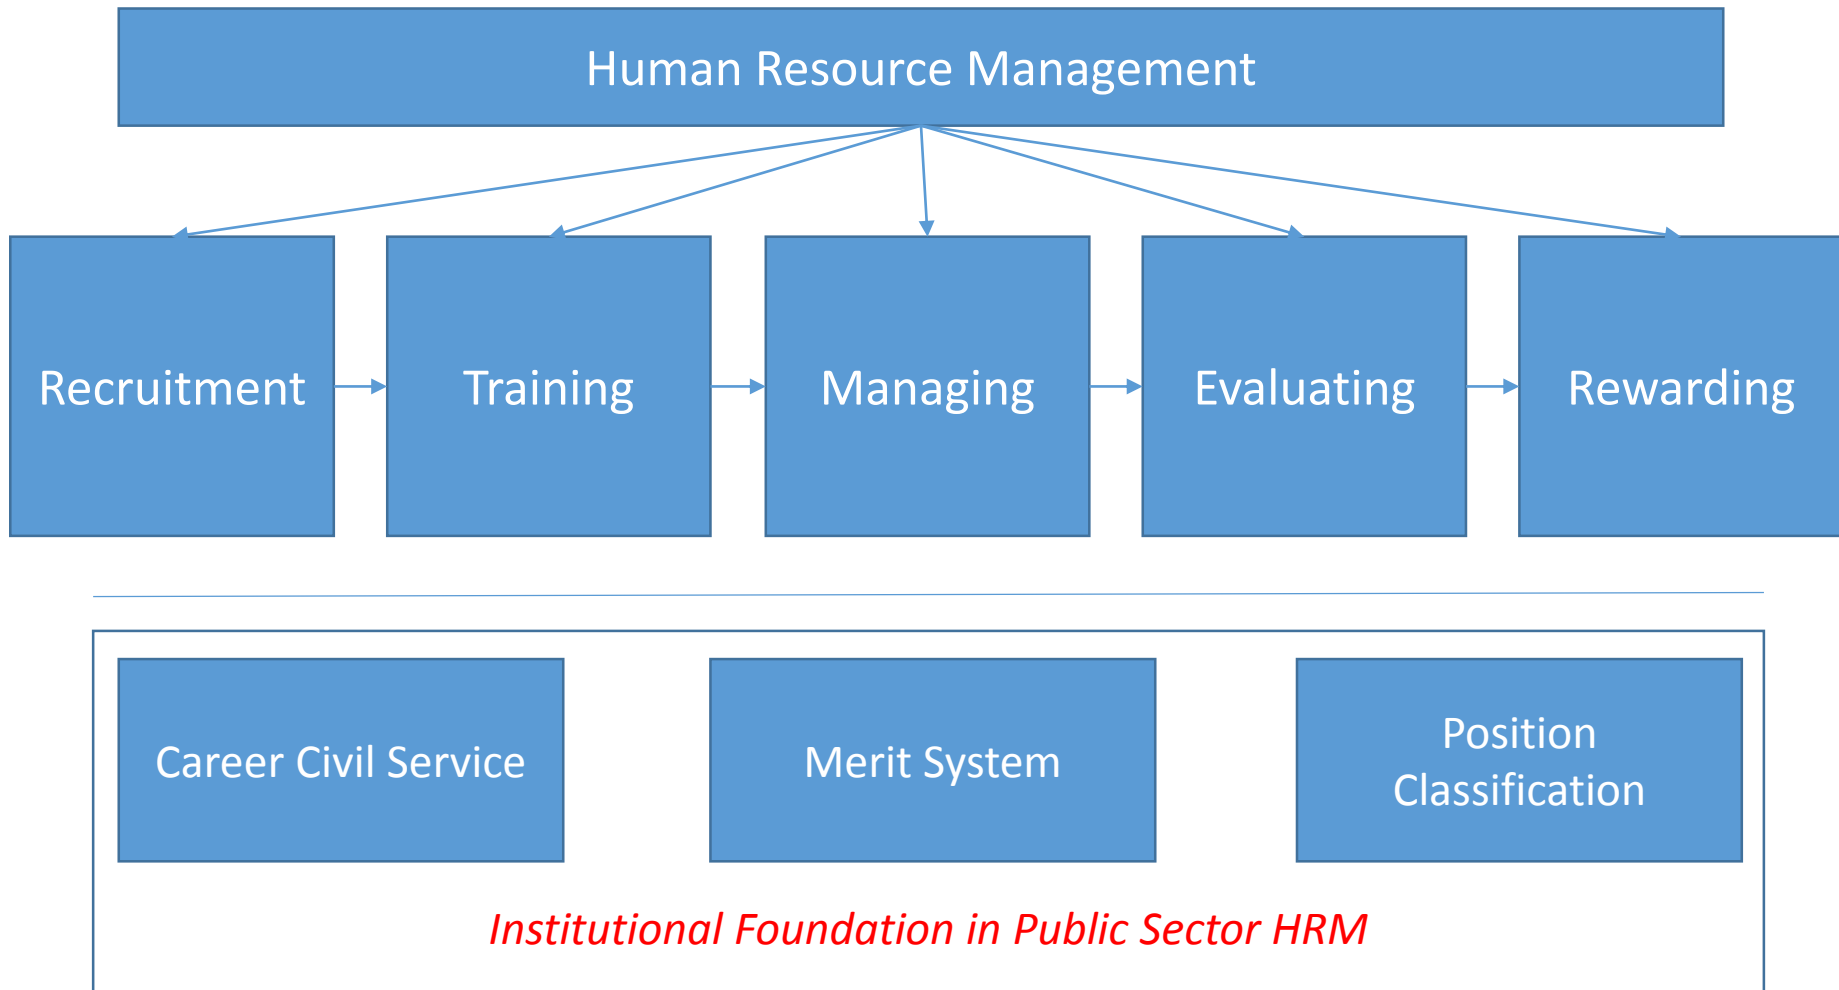 Human Resource Management
Recruitment
Training
Managing
Evaluating
Rewarding
Career Civil Service
Merit System
Position
Classification
Institutional Foundation in Public Sector HRM